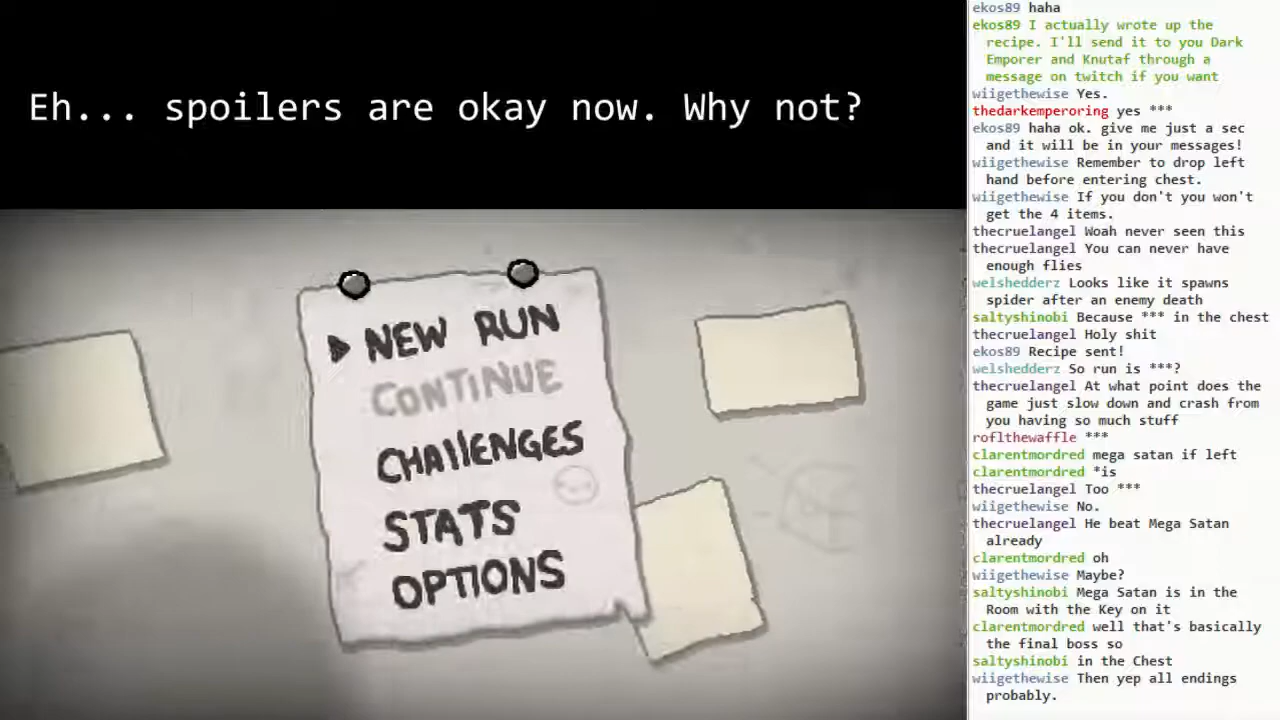 Eh... spoilers are okay now. Why not?
NEW RUN
CONTINUE
CHAllENGES
STATS
OPTIONS
ekos89 haha
ekos89 I actually wrote up the
recipe. I'll send it to you Dark
Emporer and Knutaf through a
message on twitch if you want
wiigethewise Yes.
thedarkemperoring yes ***
ekos89 haha ok. give me just a sec
and it will be in your messages!
wiigethewise Remember to drop left
hand before entering chest.
wiigethewise If you don't you won't
get the 4 items.
thecruelangel Woah never seen this
thecruelangel You can never have
enough flies
welshedderz Looks like it spawns
spider after an enemy death
saltyshinobi Because *** in the chest
thecruelangel Holy shit
ekos89 Recipe sent!
welshedderz So run is ***?
thecruelangel At what point does the
game just slow down and crash from
you having so much stuff
roflthewaffle ***
clarentmordred mega satan if left
clarentmordred *is
thecruelangel Too ***
wiigethewise No.
thecruelangel He beat Mega Satan
already
clarentmordred oh
wiigethewise Maybe?
saltyshinobi Mega Satan is in the
Room with the Key on it
clarentmordred well that's basically
the final boss so
saltyshinobi in the Chest
wiigethewise Then yep all endings
probably.